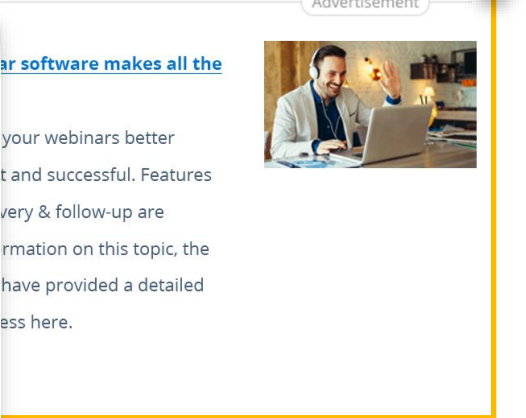 Advertisement
ar software makes all the
your webinars better
t and successful. Features
very & follow-up are
rmation on this topic, the
have provided a detailed
ess here.